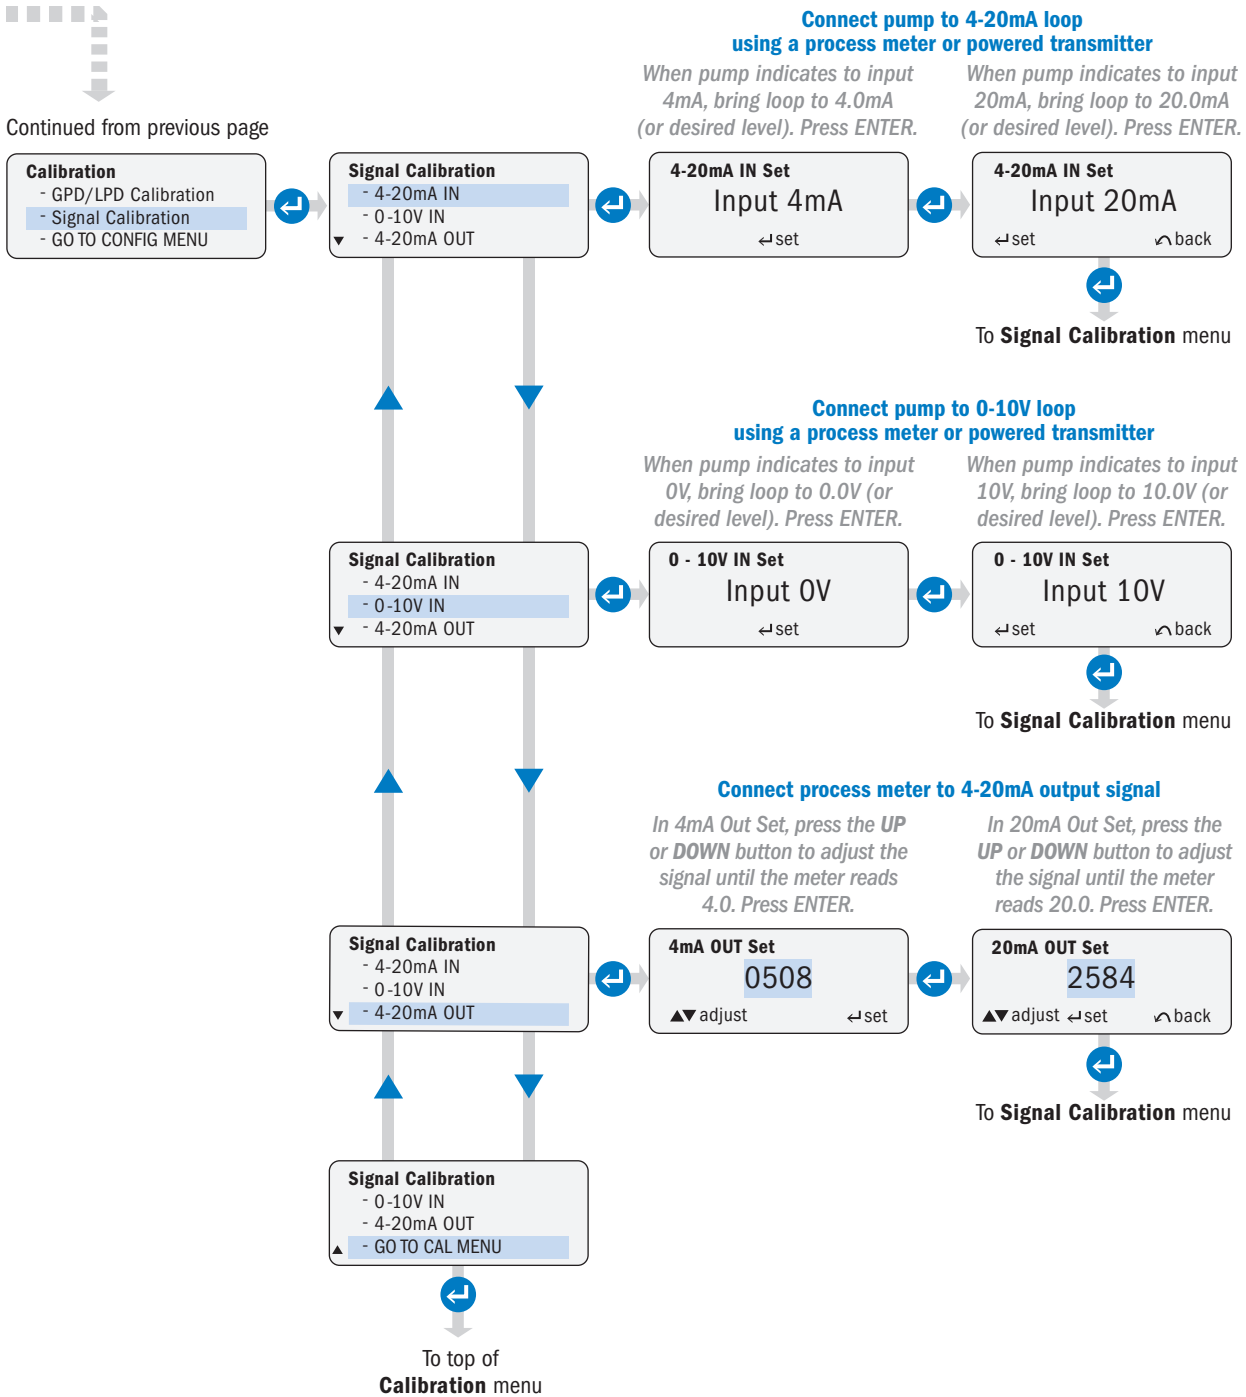 Connect pump to 4-20mA loop
using a process meter or powered transmitter
When pump indicates to input
4mA, bring loop to 4.0mA
(or desired level). Press ENTER.
When pump indicates to input
20mA, bring loop to 20.0mA
(or desired level). Press ENTER.
Continued from previous page
Calibration
- GPD/LPD Calibration
- Signal Calibration
- GO TO CONFIG MENU
Signal Calibration
- 4-20mA IN
- 0-10V IN
▼ - 4-20mA OUT
4-20mA IN Set
Input 4mA
↵ set
4-20mA IN Set
Input 20mA
↵ set ↶ back
To Signal Calibration menu
Connect pump to 0-10V loop
using a process meter or powered transmitter
When pump indicates to input
0V, bring loop to 0.0V (or
desired level). Press ENTER.
When pump indicates to input
10V, bring loop to 10.0V (or
desired level). Press ENTER.
Signal Calibration
- 4-20mA IN
- 0-10V IN
▼ - 4-20mA OUT
0 - 10V IN Set
Input 0V
↵ set
0 - 10V IN Set
Input 10V
↵ set ↶ back
To Signal Calibration menu
Connect process meter to 4-20mA output signal
In 4mA Out Set, press the UP
or DOWN button to adjust the
signal until the meter reads
4.0. Press ENTER.
In 20mA Out Set, press the
UP or DOWN button to adjust
the signal until the meter
reads 20.0. Press ENTER.
Signal Calibration
- 4-20mA IN
- 0-10V IN
▼ - 4-20mA OUT
4mA OUT Set
0508
▲▼ adjust ↵ set
20mA OUT Set
2584
▲▼ adjust ↵ set ↶ back
To Signal Calibration menu
Signal Calibration
- 0-10V IN
- 4-20mA OUT
▲ - GO TO CAL MENU
To top of
Calibration menu